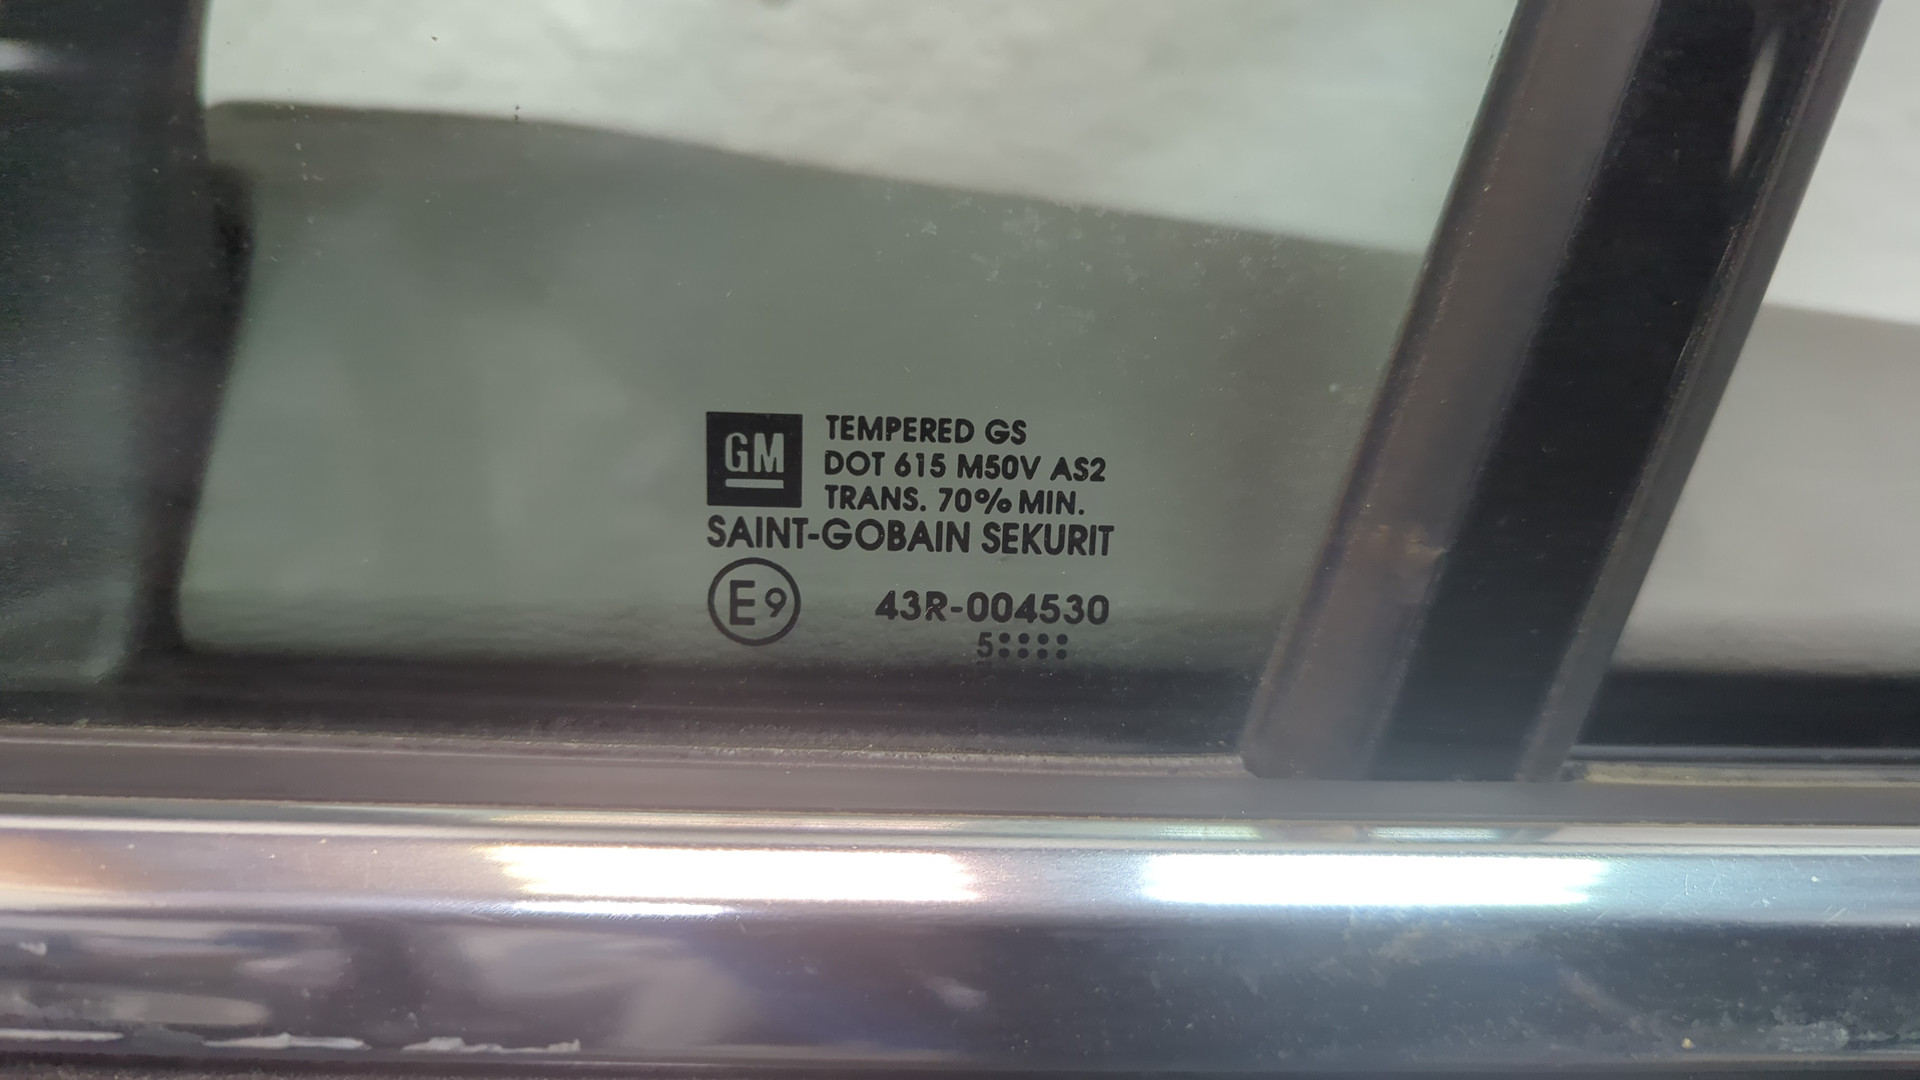 GM
TEMPERED GS
DOT 615 M50V AS2
TRANS. 70% MIN.
SAINT-GOBAIN SEKURIT
E9 43R-004530
5::::